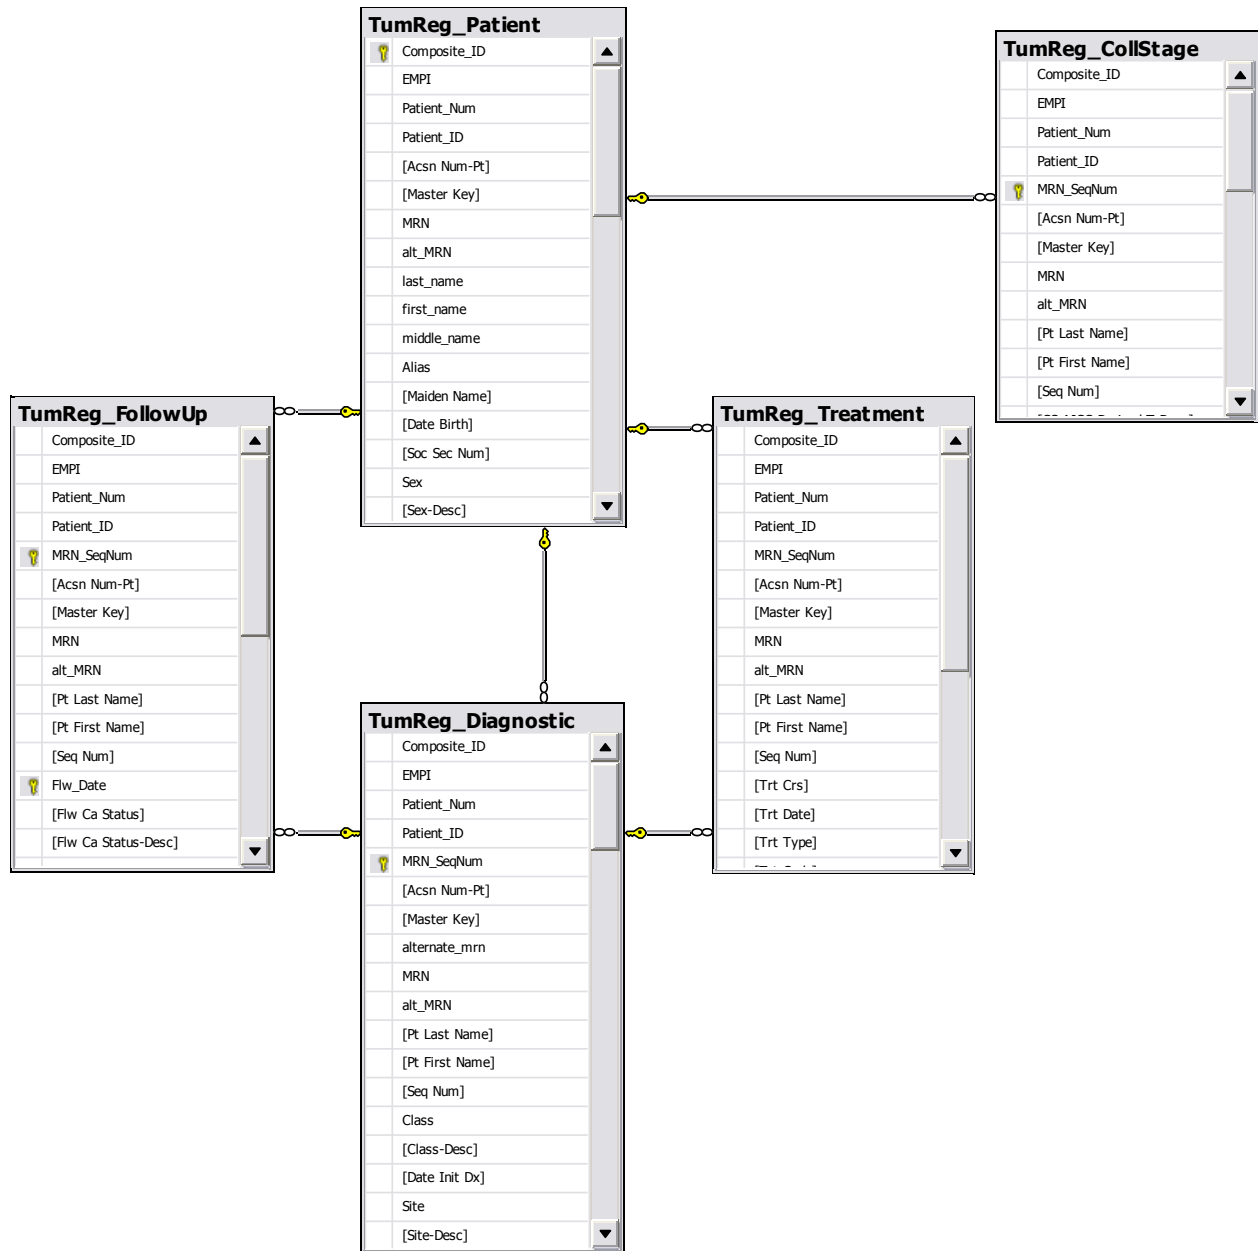 TumReg_Patient
Composite_ID
EMPI
Patient_Num
Patient_ID
[Acsn Num-Pt]
[Master Key]
MRN
alt_MRN
last_name
first_name
middle_name
Alias
[Maiden Name]
[Date Birth]
[Soc Sec Num]
Sex
[Sex-Desc]
TumReg_CollStage
Composite_ID
EMPI
Patient_Num
Patient_ID
MRN_SeqNum
[Acsn Num-Pt]
[Master Key]
MRN
alt_MRN
[Pt Last Name]
[Pt First Name]
[Seq Num]
TumReg_FollowUp
Composite_ID
EMPI
Patient_Num
Patient_ID
MRN_SeqNum
[Acsn Num-Pt]
[Master Key]
MRN
alt_MRN
[Pt Last Name]
[Pt First Name]
[Seq Num]
Flw_Date
[Flw Ca Status]
[Flw Ca Status-Desc]
TumReg_Treatment
Composite_ID
EMPI
Patient_Num
Patient_ID
MRN_SeqNum
[Acsn Num-Pt]
[Master Key]
MRN
alt_MRN
[Pt Last Name]
[Pt First Name]
[Seq Num]
[Trt Crs]
[Trt Date]
[Trt Type]
TumReg_Diagnostic
Composite_ID
EMPI
Patient_Num
Patient_ID
MRN_SeqNum
[Acsn Num-Pt]
[Master Key]
alternate_mrn
MRN
alt_MRN
[Pt Last Name]
[Pt First Name]
[Seq Num]
Class
[Class-Desc]
[Date Init Dx]
Site
[Site-Desc]